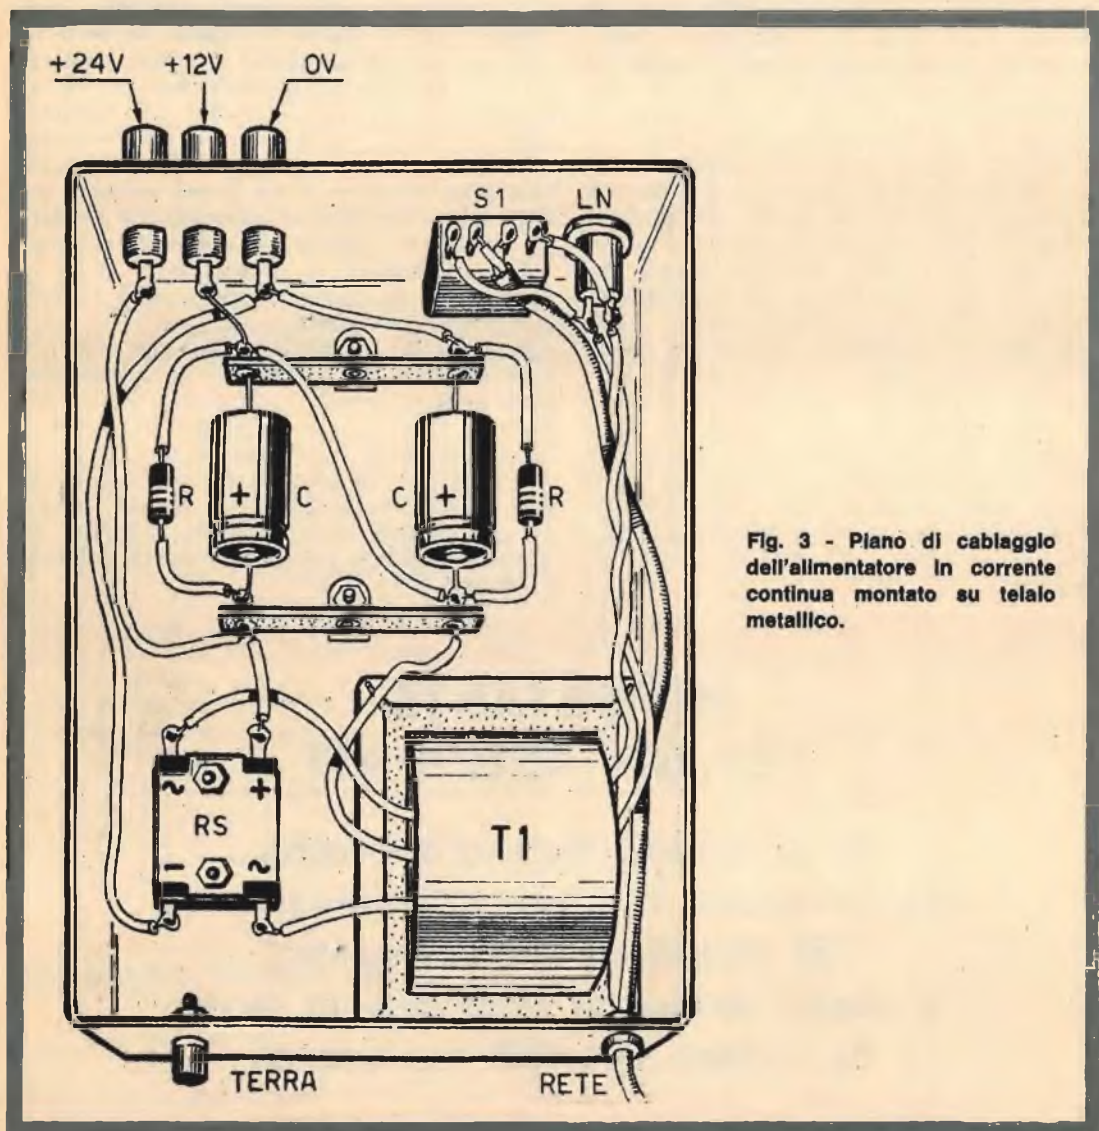 +24V +12V 0V
S1 LN
R + C C + R
Fig. 3 - Piano di cablaggio
dell'alimentatore in corrente
continua montato su telaio
metallico.
~ +
RS
T1
- ~
TERRA RETE